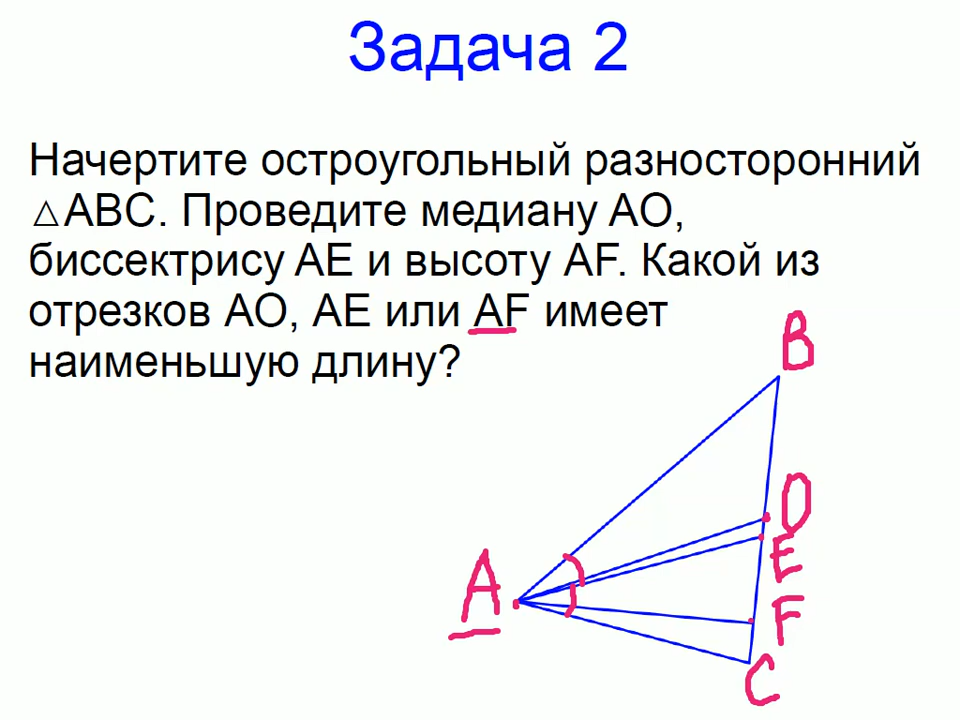 Задача 2
Начертите остроугольный разносторонний
△ABC. Проведите медиану AO,
биссектрису AE и высоту AF. Какой из
отрезков AO, AE или AF имеет
наименьшую длину?
B
O
E
A
F
C